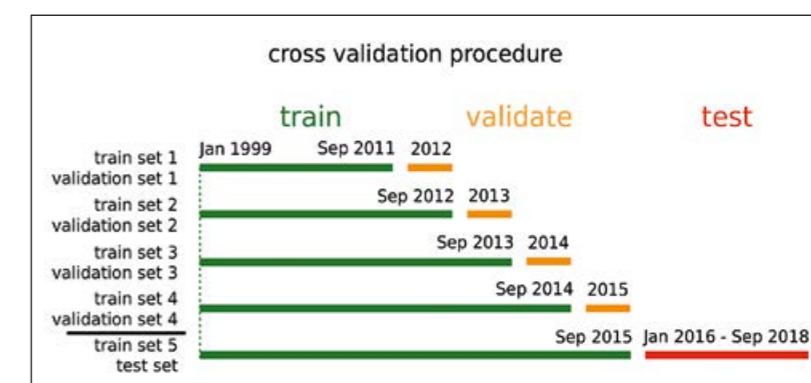 cross validation procedure
train validate test
train set 1 Jan 1999 Sep 2011 2012
validation set 1
train set 2 Sep 2012 2013
validation set 2
train set 3 Sep 2013 2014
validation set 3
train set 4 Sep 2014 2015
validation set 4
train set 5 Sep 2015 Jan 2016 - Sep 2018
test set